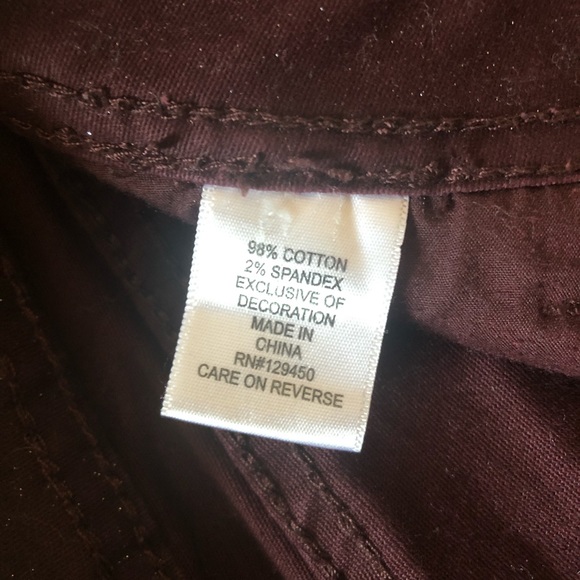 98% COTTON
2% SPANDEX
EXCLUSIVE OF
DECORATION
MADE IN
CHINA
RN#129450
CARE ON REVERSE